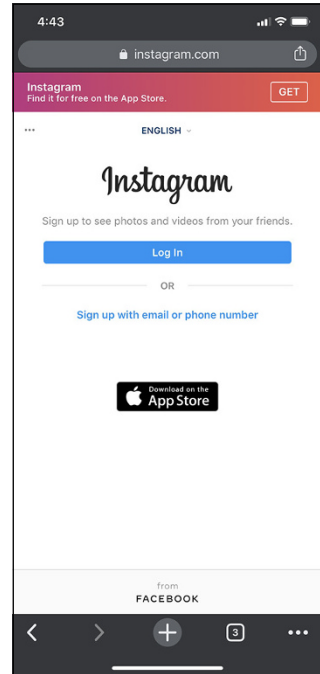 4:43
instagram.com
Instagram
Find it for free on the App Store.
GET
ENGLISH
Instagram
Sign up to see photos and videos from your friends.
Log In
OR
Sign up with email or phone number
Download on the
App Store
from
FACEBOOK
3